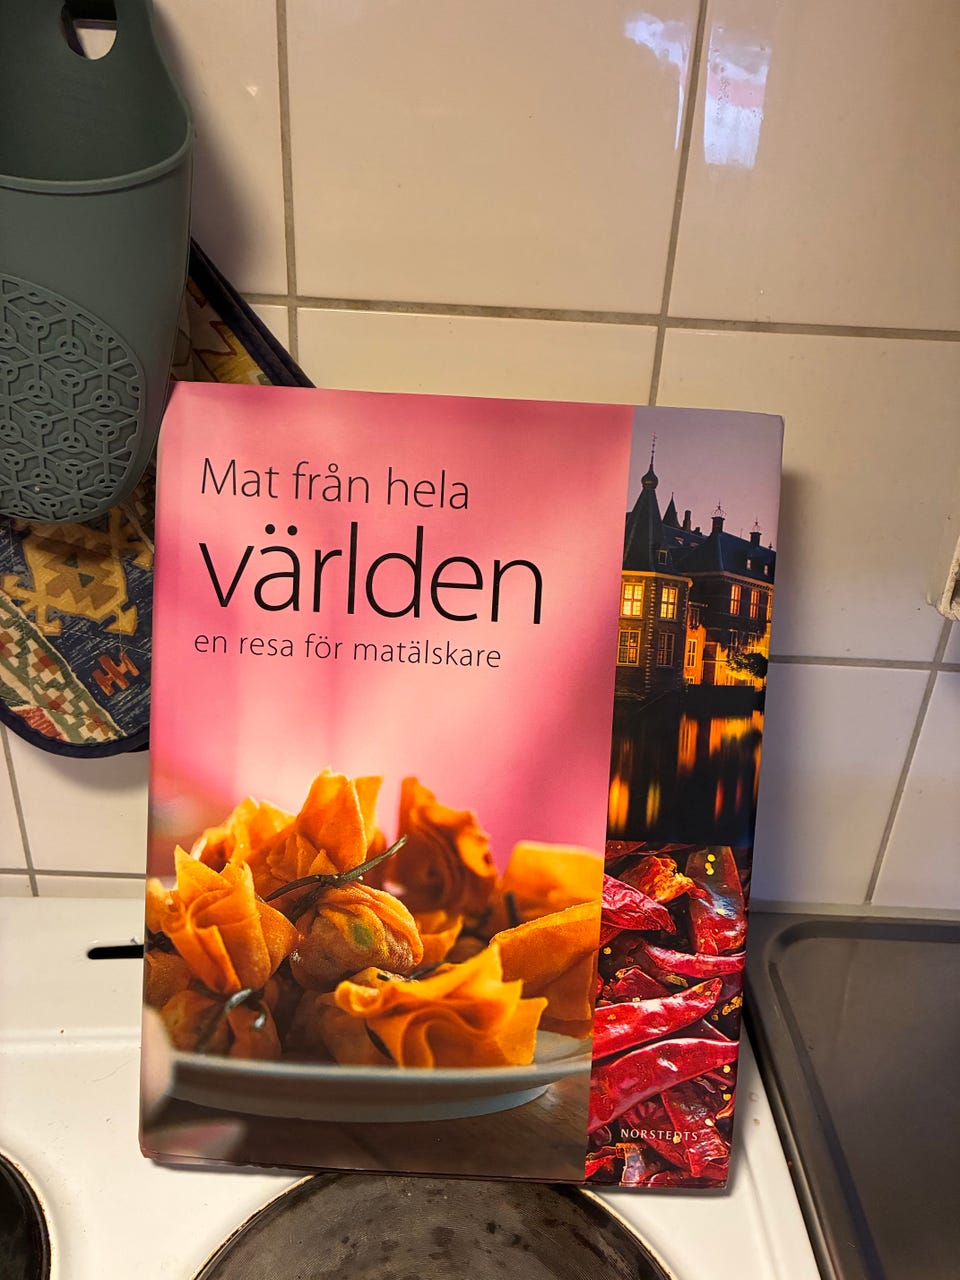 Mat från hela
världen
en resa för matälskare
NORSTEDTS